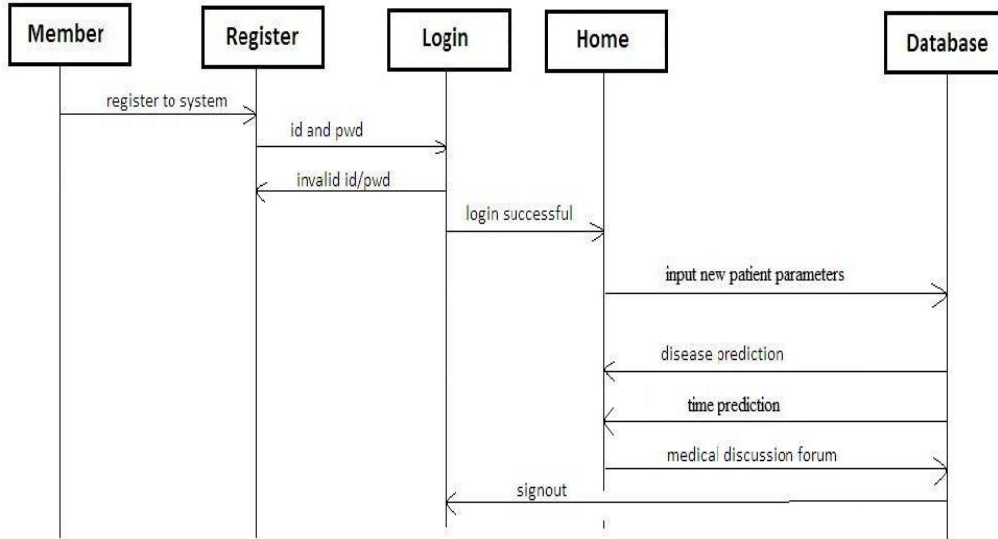 Member
Register
Login
Home
Database
register to system
id and pwd
invalid id/pwd
login successful
input new patient parameters
disease prediction
time prediction
medical discussion forum
signout